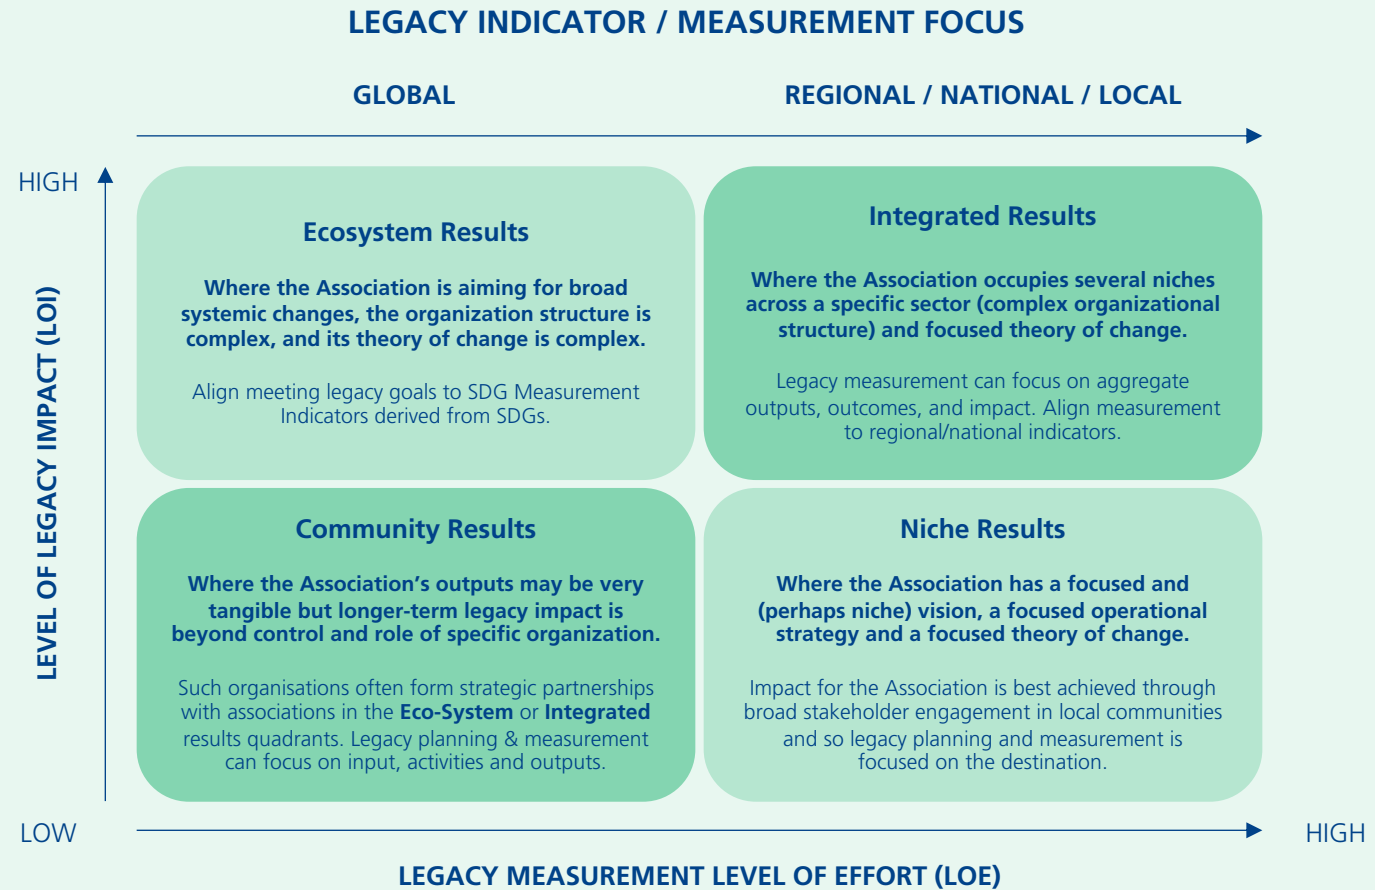 LEGACY INDICATOR / MEASUREMENT FOCUS
GLOBAL
REGIONAL / NATIONAL / LOCAL
HIGH
LEVEL OF LEGACY IMPACT (LOI)
Ecosystem Results
Where the Association is aiming for broad
systemic changes, the organization structure is
complex, and its theory of change is complex.
Align meeting legacy goals to SDG Measurement
Indicators derived from SDGs.
Integrated Results
Where the Association occupies several niches
across a specific sector (complex organizational
structure) and focused theory of change.
Legacy measurement can focus on aggregate
outputs, outcomes, and impact. Align measurement
to regional/national indicators.
Community Results
Where the Association’s outputs may be very
tangible but longer-term legacy impact is
beyond control and role of specific organization.
Such organisations often form strategic partnerships
with associations in the Eco-System or Integrated
results quadrants. Legacy planning & measurement
can focus on input, activities and outputs.
Niche Results
Where the Association has a focused and
(perhaps niche) vision, a focused operational
strategy and a focused theory of change.
Impact for the Association is best achieved through
broad stakeholder engagement in local communities
and so legacy planning and measurement is
focused on the destination.
LOW
HIGH
LEGACY MEASUREMENT LEVEL OF EFFORT (LOE)